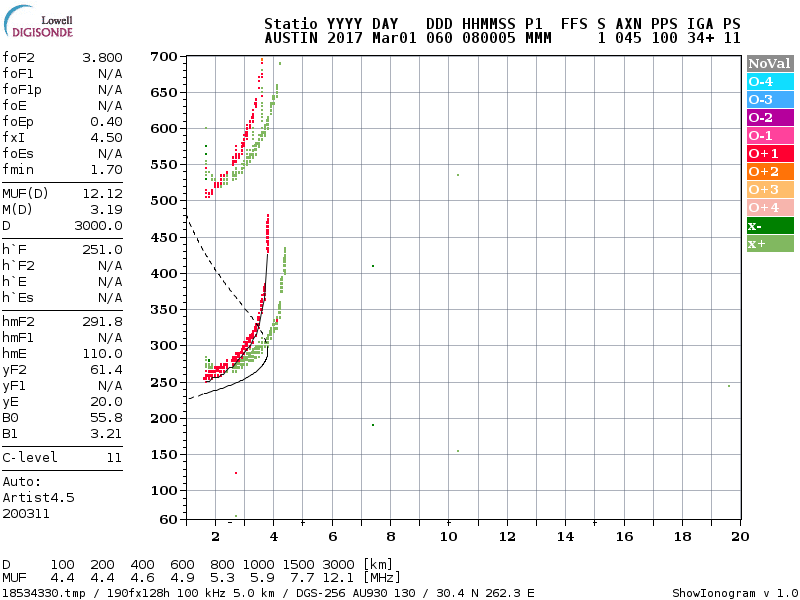 Lowell
DIGISONDE
Statio YYYY DAY DDD HHMMSS P1 FFS S AXN PPS IGA PS
AUSTIN 2017 Mar01 060 080005 MMM 1 045 100 34+ 11
foF2 3.800
foF1 N/A
foF1p N/A
foE N/A
foEp 0.40
fxI 4.50
foEs N/A
fmin 1.70
MUF(D) 12.12
M(D) 3.19
D 3000.0
h`F 251.0
h`F2 N/A
h`E N/A
h`Es N/A
hmF2 291.8
hmF1 N/A
hmE 110.0
yF2 61.4
yF1 N/A
yE 20.0
B0 55.8
B1 3.21
C-level 11
Auto:
Artist4.5
200311
700
650
600
550
500
450
400
350
300
250
200
150
100
60
2 4 6 8 10 12 14 16 18 20
NoVal
O-4
O-3
O-2
O-1
O+1
O+2
O+3
O+4
X-
X+
D 100 200 400 600 800 1000 1500 3000 [km]
MUF 4.4 4.4 4.6 4.9 5.3 5.9 7.7 12.1 [MHz]
18534330.tmp / 190fx128h 100 kHz 5.0 km / DGS-256 AU930 130 / 30.4 N 262.3 E
ShowIonogram v 1.0